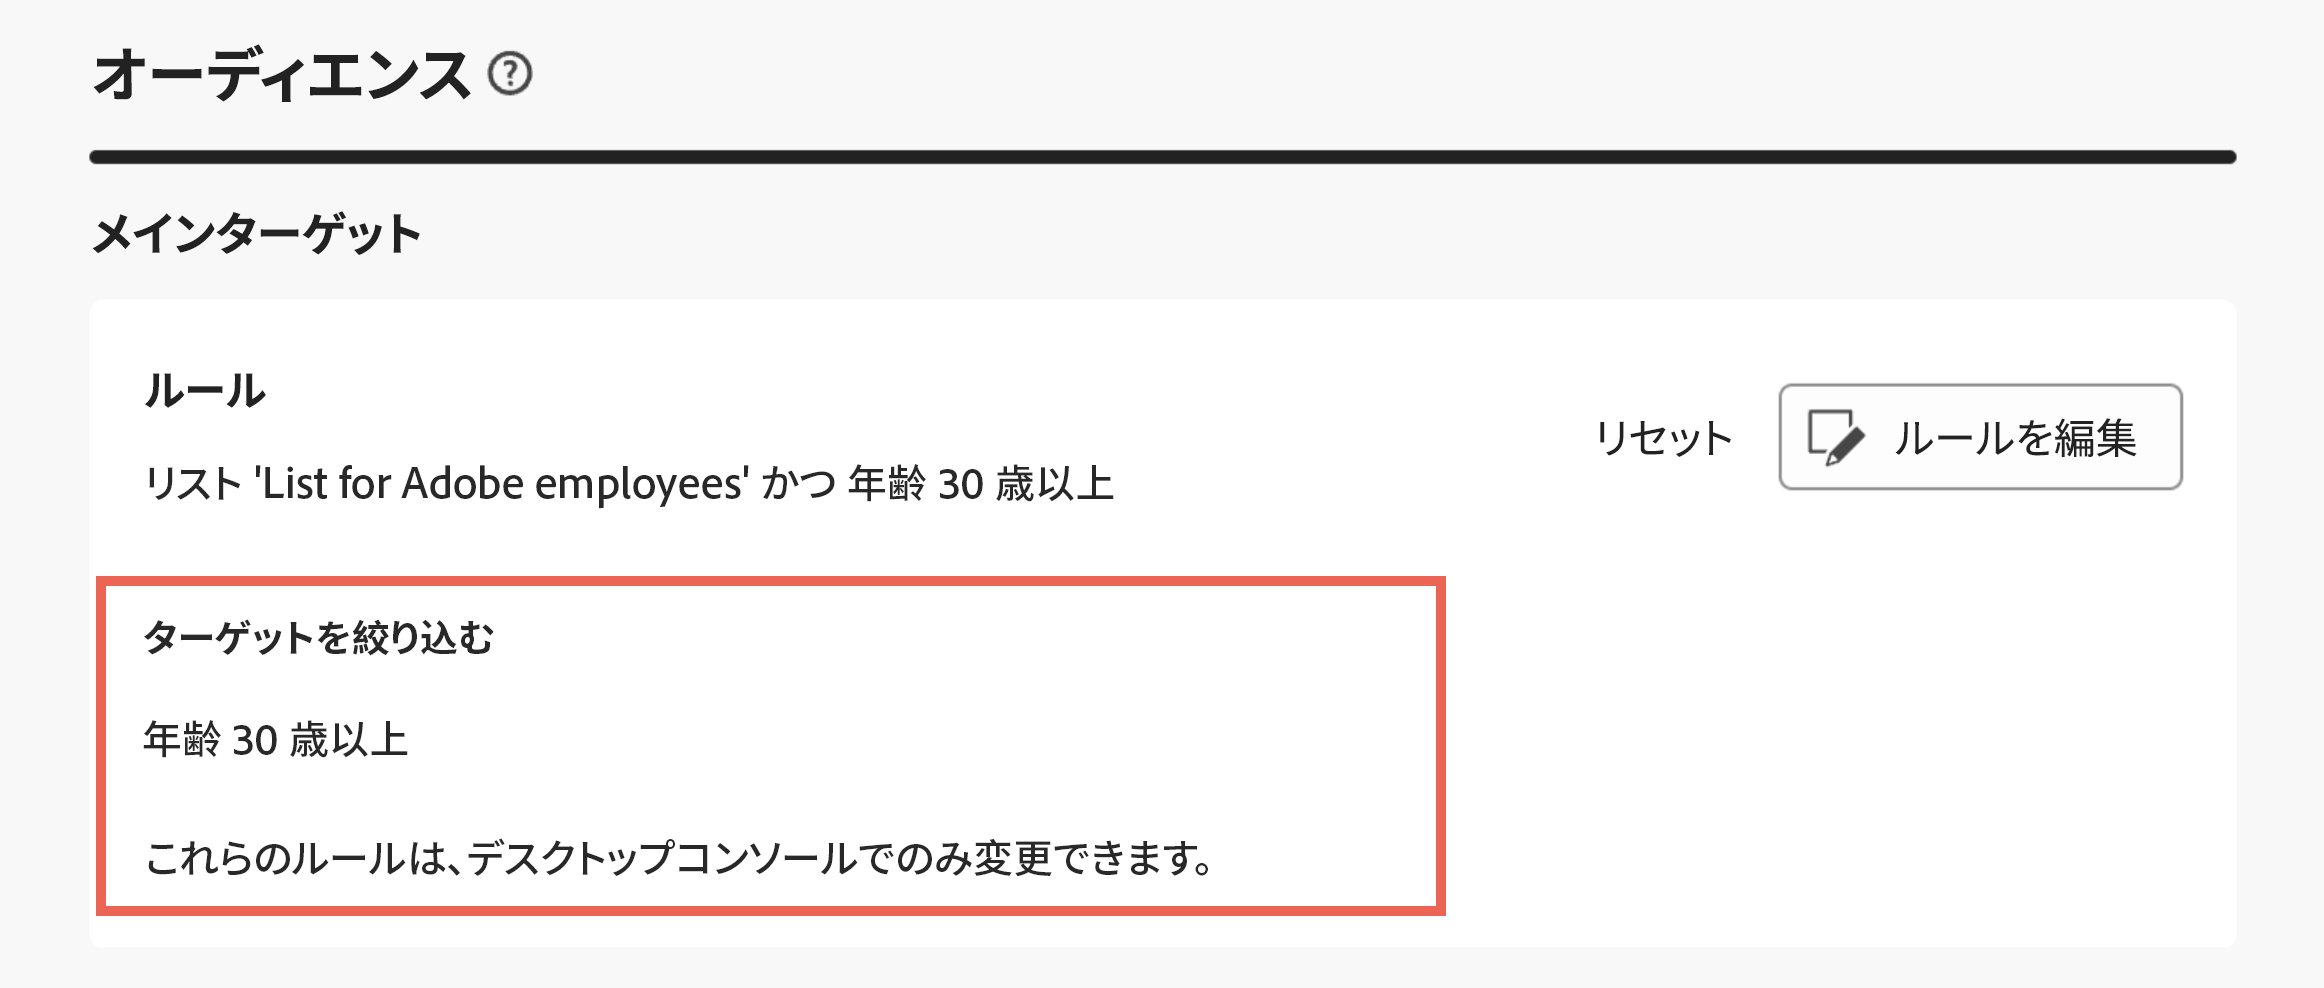 オーディエンス
メインターゲット
ルール
リスト 'List for Adobe employees' かつ 年齢 30 歳以上
リセット
ルールを編集
ターゲットを絞り込む
年齢 30 歳以上
これらのルールは、デスクトップコンソールでのみ変更できます。